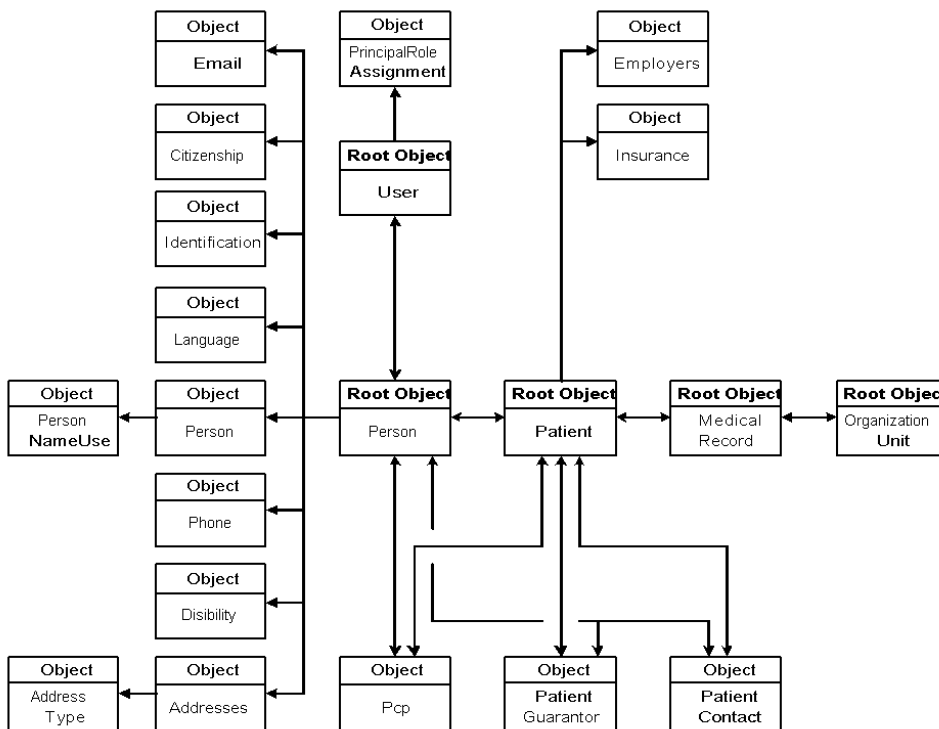 Object
Email
Object
PrincipalRole
Assignment
Object
Employers
Object
Citizenship
Root Object
User
Object
Insurance
Object
Identification
Object
Language
Object
Person
NameUse
Object
Person
Root Object
Person
Root Object
Patient
Root Object
Medical
Record
Root Object
Organization
Unit
Object
Phone
Object
Disibility
Object
Address
Type
Object
Addresses
Object
Pcp
Object
Patient
Guarantor
Object
Patient
Contact